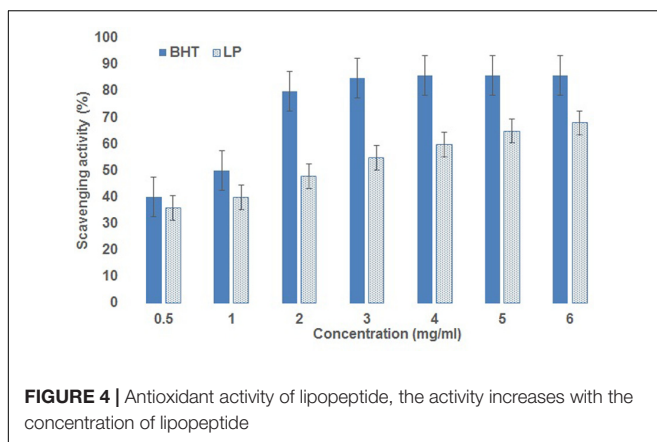 100
90
80
70
60
50
40
30
20
10
0
Scavenging activity (%)
BHT LP
0.5 1 2 3 4 5 6
Concentration (mg/ml)
FIGURE 4 | Antioxidant activity of lipopeptide, the activity increases with the
concentration of lipopeptide